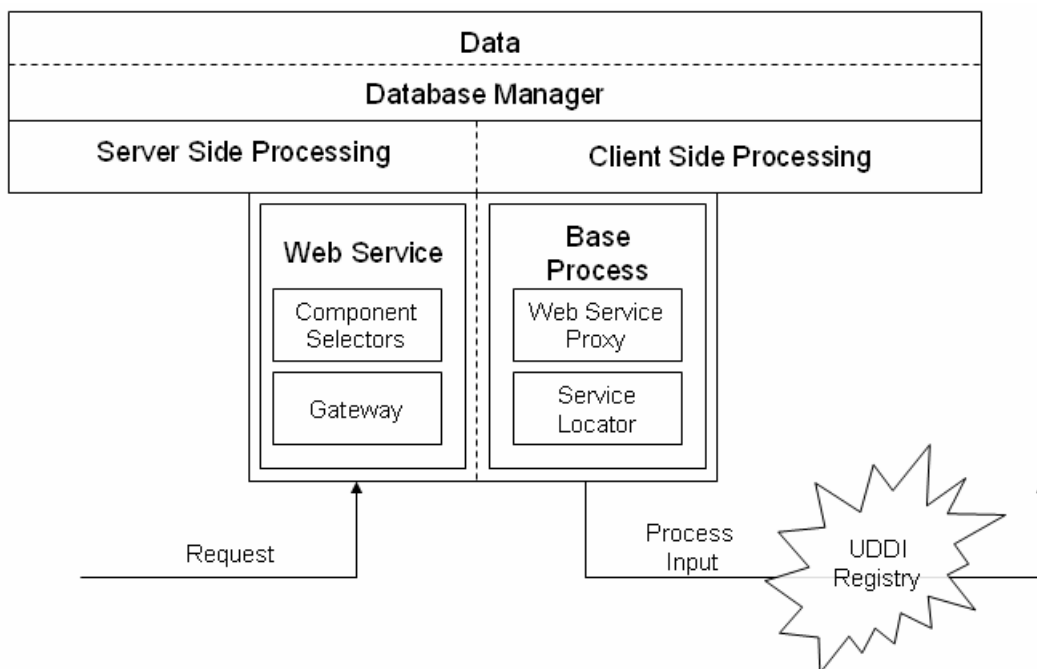 Data
Database Manager
Server Side Processing
Client Side Processing
Web Service
Component
Selectors
Gateway
Base
Process
Web Service
Proxy
Service
Locator
Request
Process
Input
UDDI
Registry